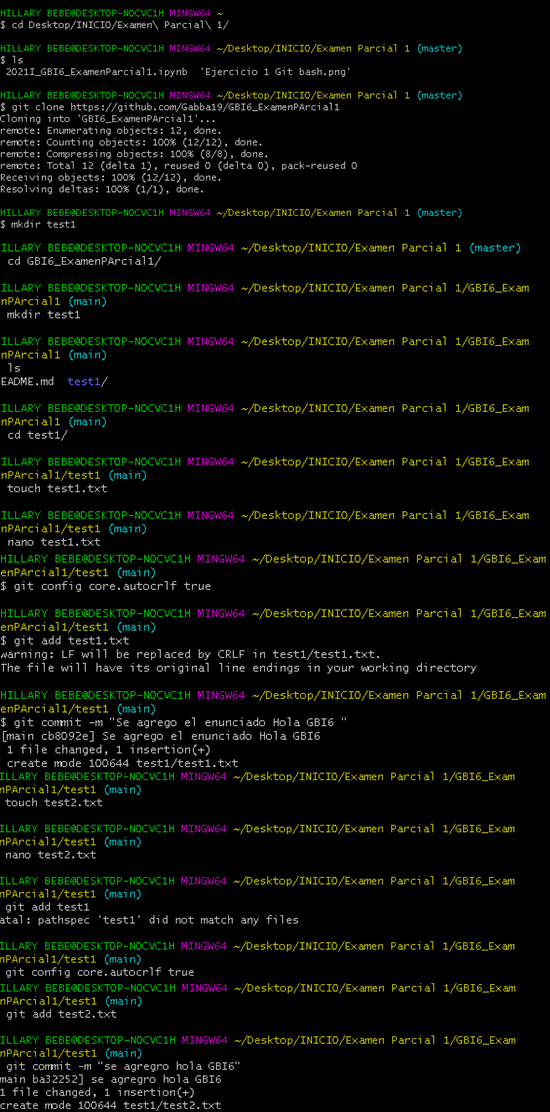 HILLARY BEBE@DESKTOP-NOCVC1H MINGW64 ~
$ cd Desktop/INICIO/Examen\ Parcial\ 1/

HILLARY BEBE@DESKTOP-NOCVC1H MINGW64 ~/Desktop/INICIO/Examen Parcial 1 (master)
$ ls
2021I_GBI6_ExamenParcial1.ipynb  'Ejercicio 1 Git bash.png'

HILLARY BEBE@DESKTOP-NOCVC1H MINGW64 ~/Desktop/INICIO/Examen Parcial 1 (master)
$ git clone https://github.com/Gabba19/GBI6_ExamenPArcial1
Cloning into 'GBI6_ExamenPArcial1'...
remote: Enumerating objects: 12, done.
remote: Counting objects: 100% (12/12), done.
remote: Compressing objects: 100% (8/8), done.
remote: Total 12 (delta 1), reused 0 (delta 0), pack-reused 0
Receiving objects: 100% (12/12), done.
Resolving deltas: 100% (1/1), done.

HILLARY BEBE@DESKTOP-NOCVC1H MINGW64 ~/Desktop/INICIO/Examen Parcial 1 (master)
$ mkdir test1
ILLARY BEBE@DESKTOP-NOCVC1H MINGW64 ~/Desktop/INICIO/Examen Parcial 1 (master)
cd GBI6_ExamenPArcial1/

ILLARY BEBE@DESKTOP-NOCVC1H MINGW64 ~/Desktop/INICIO/Examen Parcial 1/GBI6_Exam
nPArcial1 (main)
mkdir test1

ILLARY BEBE@DESKTOP-NOCVC1H MINGW64 ~/Desktop/INICIO/Examen Parcial 1/GBI6_Exam
nPArcial1 (main)
ls
EADME.md  test1/

ILLARY BEBE@DESKTOP-NOCVC1H MINGW64 ~/Desktop/INICIO/Examen Parcial 1/GBI6_Exam
nPArcial1 (main)
cd test1/

ILLARY BEBE@DESKTOP-NOCVC1H MINGW64 ~/Desktop/INICIO/Examen Parcial 1/GBI6_Exam
nPArcial1/test1 (main)
touch test1.txt

ILLARY BEBE@DESKTOP-NOCVC1H MINGW64 ~/Desktop/INICIO/Examen Parcial 1/GBI6_Exam
nPArcial1/test1 (main)
nano test1.txt
HILLARY BEBE@DESKTOP-NOCVC1H MINGW64 ~/Desktop/INICIO/Examen Parcial 1/GBI6_Exam
enPArcial1/test1 (main)
$ git config core.autocrlf true

HILLARY BEBE@DESKTOP-NOCVC1H MINGW64 ~/Desktop/INICIO/Examen Parcial 1/GBI6_Exam
enPArcial1/test1 (main)
$ git add test1.txt
warning: LF will be replaced by CRLF in test1/test1.txt.
The file will have its original line endings in your working directory

HILLARY BEBE@DESKTOP-NOCVC1H MINGW64 ~/Desktop/INICIO/Examen Parcial 1/GBI6_Exam
enPArcial1/test1 (main)
$ git commit -m "Se agrego el enunciado Hola GBI6 "
[main cb8092e] Se agrego el enunciado Hola GBI6
1 file changed, 1 insertion(+)
create mode 100644 test1/test1.txt
ILLARY BEBE@DESKTOP-NOCVC1H MINGW64 ~/Desktop/INICIO/Examen Parcial 1/GBI6_Exam
nPArcial1/test1 (main)
touch test2.txt

ILLARY BEBE@DESKTOP-NOCVC1H MINGW64 ~/Desktop/INICIO/Examen Parcial 1/GBI6_Exam
nPArcial1/test1 (main)
nano test2.txt

ILLARY BEBE@DESKTOP-NOCVC1H MINGW64 ~/Desktop/INICIO/Examen Parcial 1/GBI6_Exam
nPArcial1/test1 (main)
git add test1
atal: pathspec 'test1' did not match any files

ILLARY BEBE@DESKTOP-NOCVC1H MINGW64 ~/Desktop/INICIO/Examen Parcial 1/GBI6_Exam
nPArcial1/test1 (main)
git config core.autocrlf true
ILLARY BEBE@DESKTOP-NOCVC1H MINGW64 ~/Desktop/INICIO/Examen Parcial 1/GBI6_Exam
nPArcial1/test1 (main)
git add test2.txt

ILLARY BEBE@DESKTOP-NOCVC1H MINGW64 ~/Desktop/INICIO/Examen Parcial 1/GBI6_Exam
nPArcial1/test1 (main)
git commit -m "se agregro hola GBI6"
main ba32252] se agregro hola GBI6
1 file changed, 1 insertion(+)
create mode 100644 test1/test2.txt